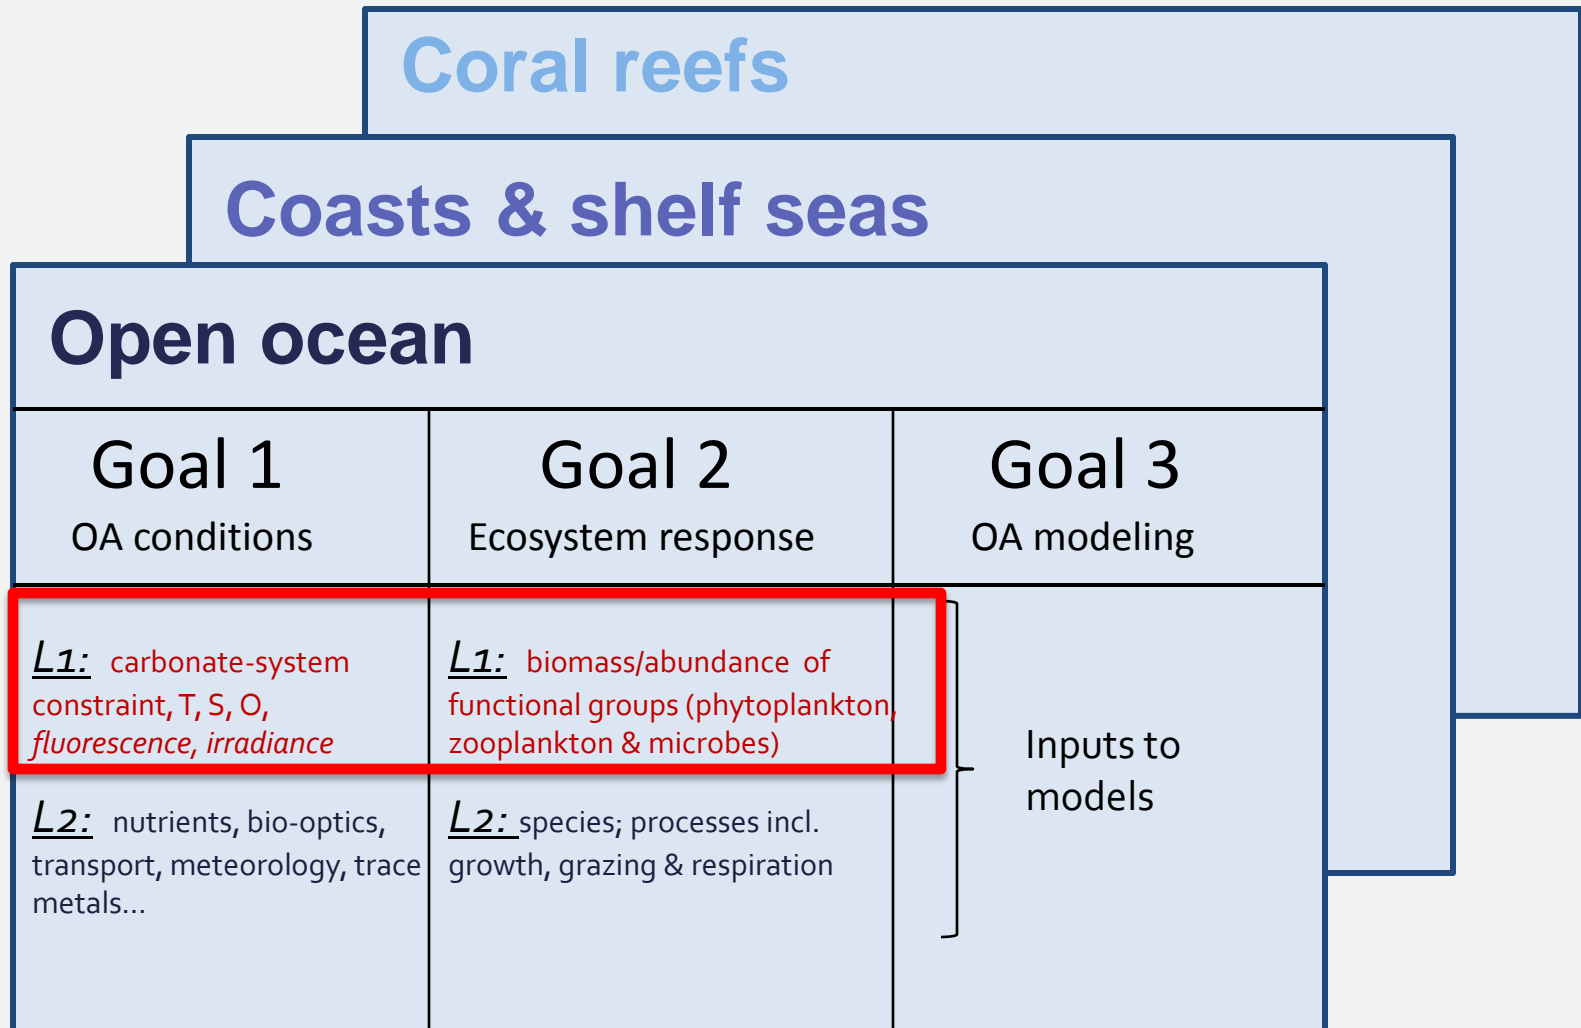 Coral reefs
Coasts & shelf seas
Open ocean
Goal 1
OA conditions
Goal 2
Ecosystem response
Goal 3
OA modeling
L1: carbonate-system
constraint, T, S, O,
fluorescence, irradiance
L1: biomass/abundance of
functional groups (phytoplankton,
zooplankton & microbes)
L2: nutrients, bio-optics,
transport, meteorology, trace
metals...
L2: species; processes incl.
growth, grazing & respiration
Inputs to
models